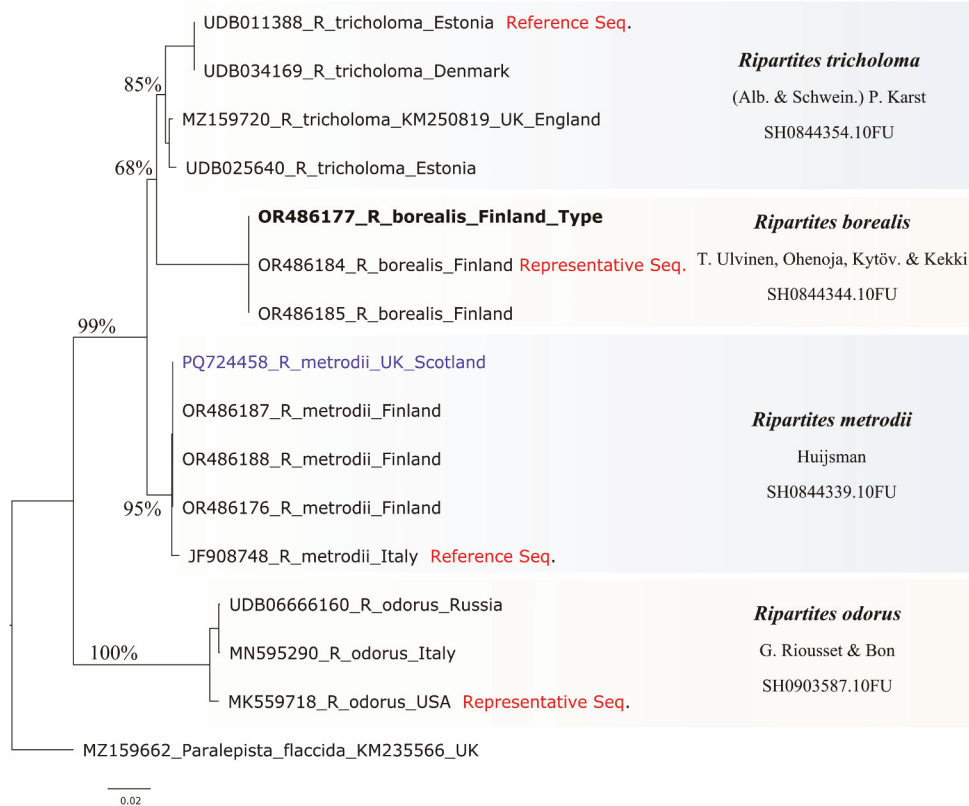 UDB011388_R_tricholoma_Estonia Reference Seq.
UDB034169_R_tricholoma_Denmark
85%
MZ159720_R_tricholoma_KM250819_UK_England
68%
UDB025640_R_tricholoma_Estonia
Ripartites tricholoma
(Alb. & Schwein.) P. Karst
SH0844354.10FU
OR486177_R_borealis_Finland_Type
OR486184_R_borealis_Finland Representative Seq.
OR486185_R_borealis_Finland
Ripartites borealis
T. Ulvinen, Ohenoja, Kytöv. & Kekki
SH0844344.10FU
99%
PQ724458_R_metrodii_UK_Scotland
OR486187_R_metrodii_Finland
OR486188_R_metrodii_Finland
95%
OR486176_R_metrodii_Finland
JF908748_R_metrodii_Italy Reference Seq.
Ripartites metrodii
Huijsman
SH0844339.10FU
UDB06666160_R_odorus_Russia
100%
MN595290_R_odorus_Italy
MK559718_R_odorus_USA Representative Seq.
Ripartites odorus
G. Riousset & Bon
SH0903587.10FU
MZ159662_Paralepista_flaccida_KM235566_UK
0.02